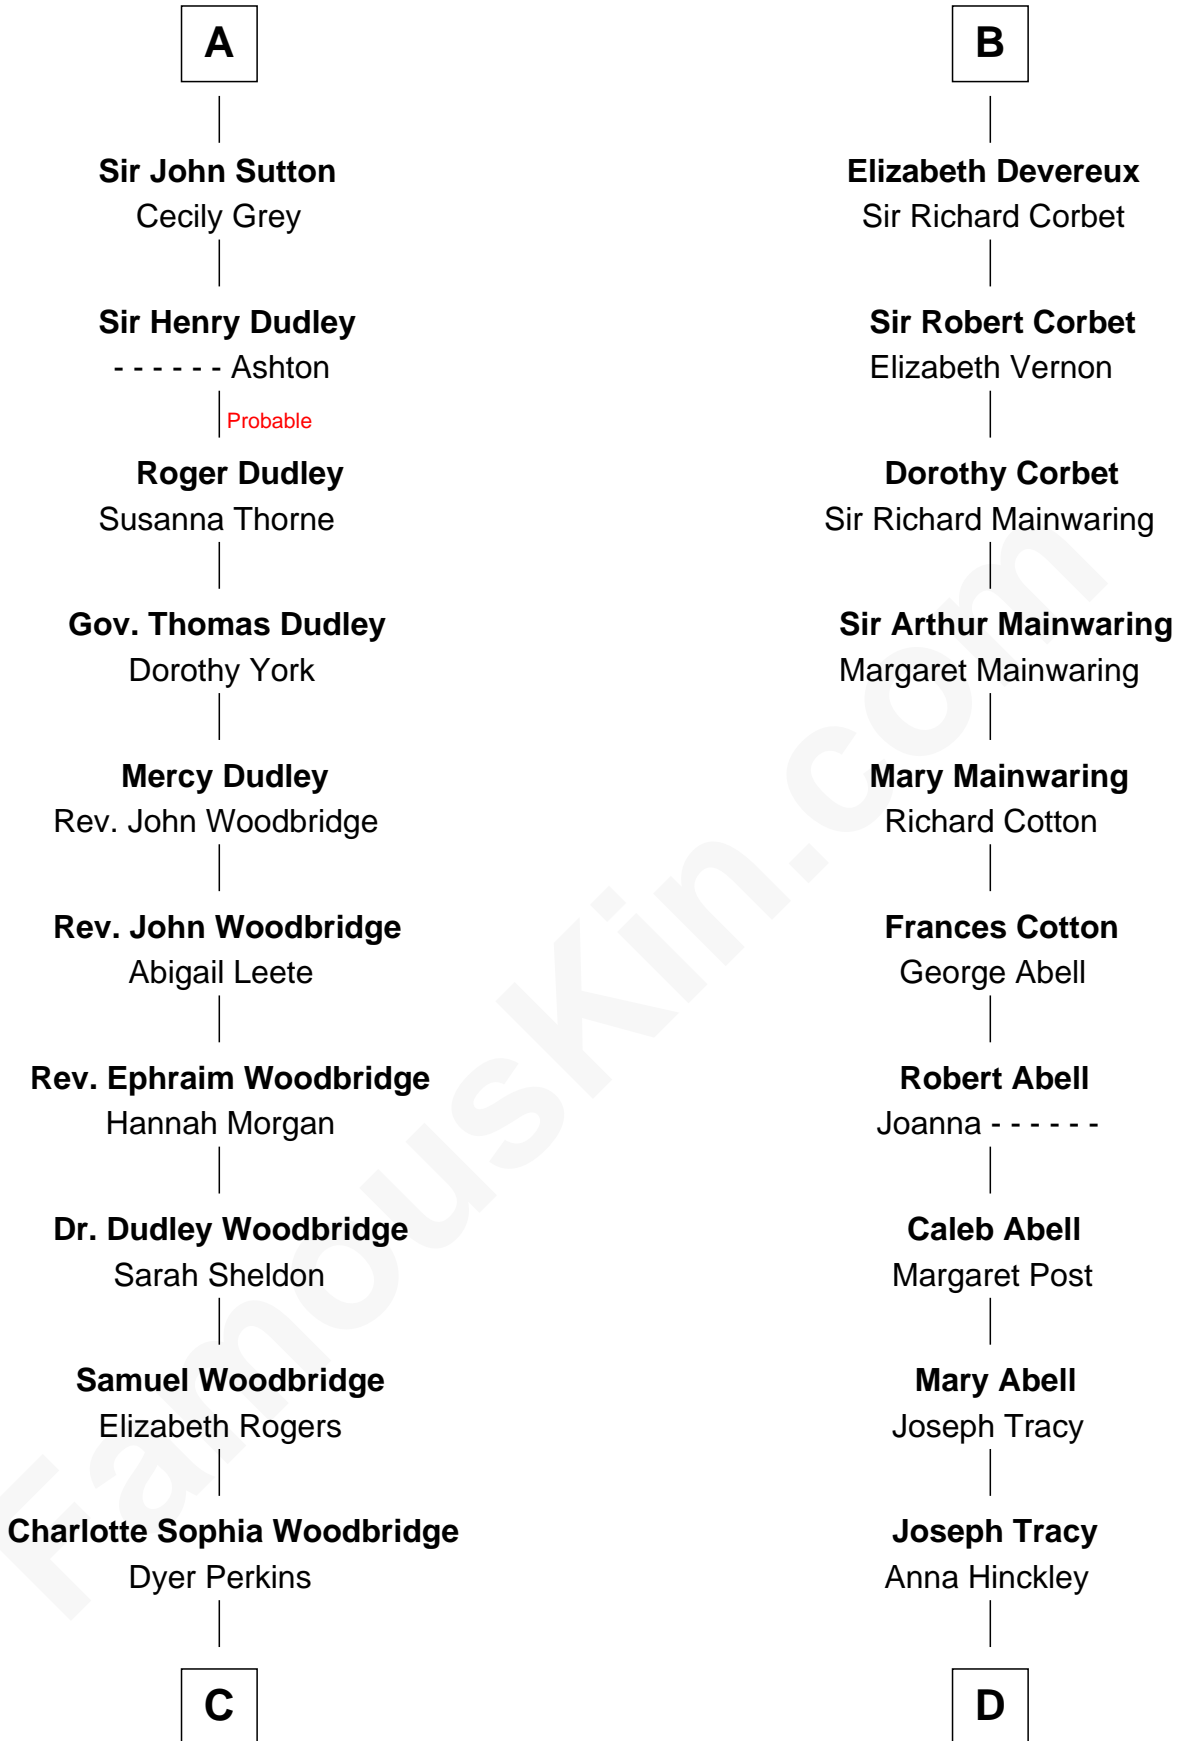 A
Sir John Sutton
Cecily Grey
Sir Henry Dudley
- - - - - - Ashton
Probable
Roger Dudley
Susanna Thorne
Gov. Thomas Dudley
Dorothy York
Mercy Dudley
Rev. John Woodbridge
Rev. John Woodbridge
Abigail Leete
Rev. Ephraim Woodbridge
Hannah Morgan
Dr. Dudley Woodbridge
Sarah Sheldon
Samuel Woodbridge
Elizabeth Rogers
Charlotte Sophia Woodbridge
Dyer Perkins
C
B
Elizabeth Devereux
Sir Richard Corbet
Sir Robert Corbet
Elizabeth Vernon
Dorothy Corbet
Sir Richard Mainwaring
Sir Arthur Mainwaring
Margaret Mainwaring
Mary Mainwaring
Richard Cotton
Frances Cotton
George Abell
Robert Abell
Joanna - - - - - -
Caleb Abell
Margaret Post
Mary Abell
Joseph Tracy
Joseph Tracy
Anna Hinckley
D
FamousKin.com